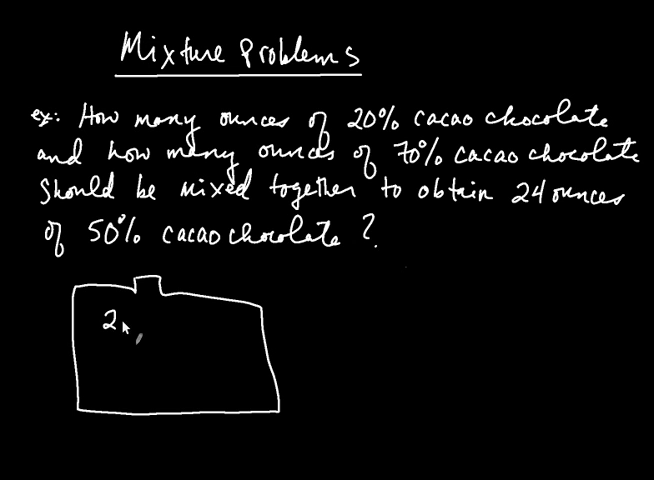 Mixture Problems
ex: How many ounces of 20% cacao chocolate
and how many ounces of 70% cacao chocolate
should be mixed together to obtain 24 ounces
of 50% cacao chocolate?
2